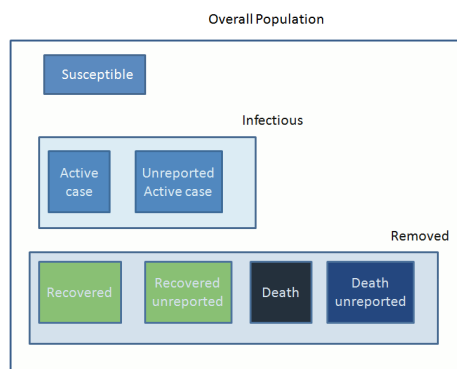 Overall Population
Susceptible
Infectious
Active
case
Unreported
Active case
Removed
Recovered
Recovered
unreported
Death
Death
unreported